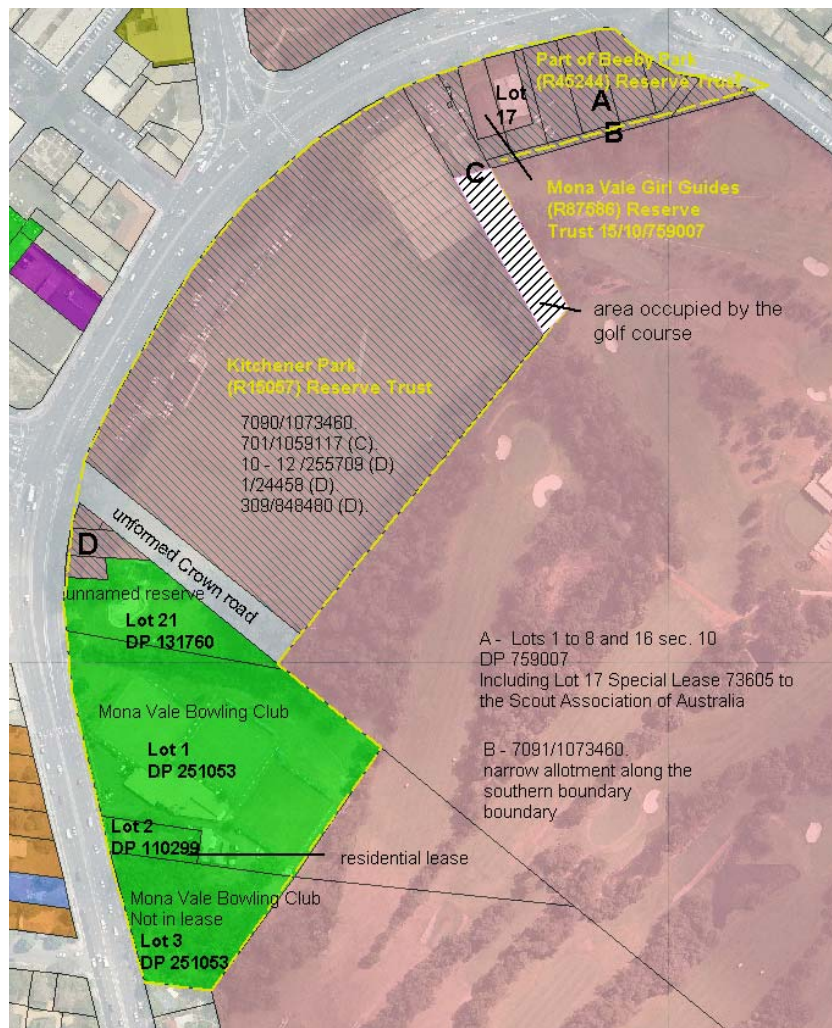 Part of Beeby Park
(R45244) Reserve Trust
Lot
17
A
B
C
Mona Vale Girl Guides
(R87586) Reserve
Trust 15/10/759007
area occupied by the
golf course
Kitchener Park
(R15057) Reserve Trust
7090/1073460.
701/1059117 (C).
10 - 12 /255709 (D)
1/24458 (D)
309/848480 (D).
unformed Crown road
D
unnamed reserve
Lot 21
DP 131760
A - Lots 1 to 8 and 16 sec. 10
DP 759007
Including Lot 17 Special Lease 73605 to
the Scout Association of Australia
Mona Vale Bowling Club
Lot 1
DP 251053
B - 7091/1073460.
narrow allotment along the
southern boundary
boundary
Lot 2
DP 110299
residential lease
Mona Vale Bowling Club
Not in lease
Lot 3
DP 251053